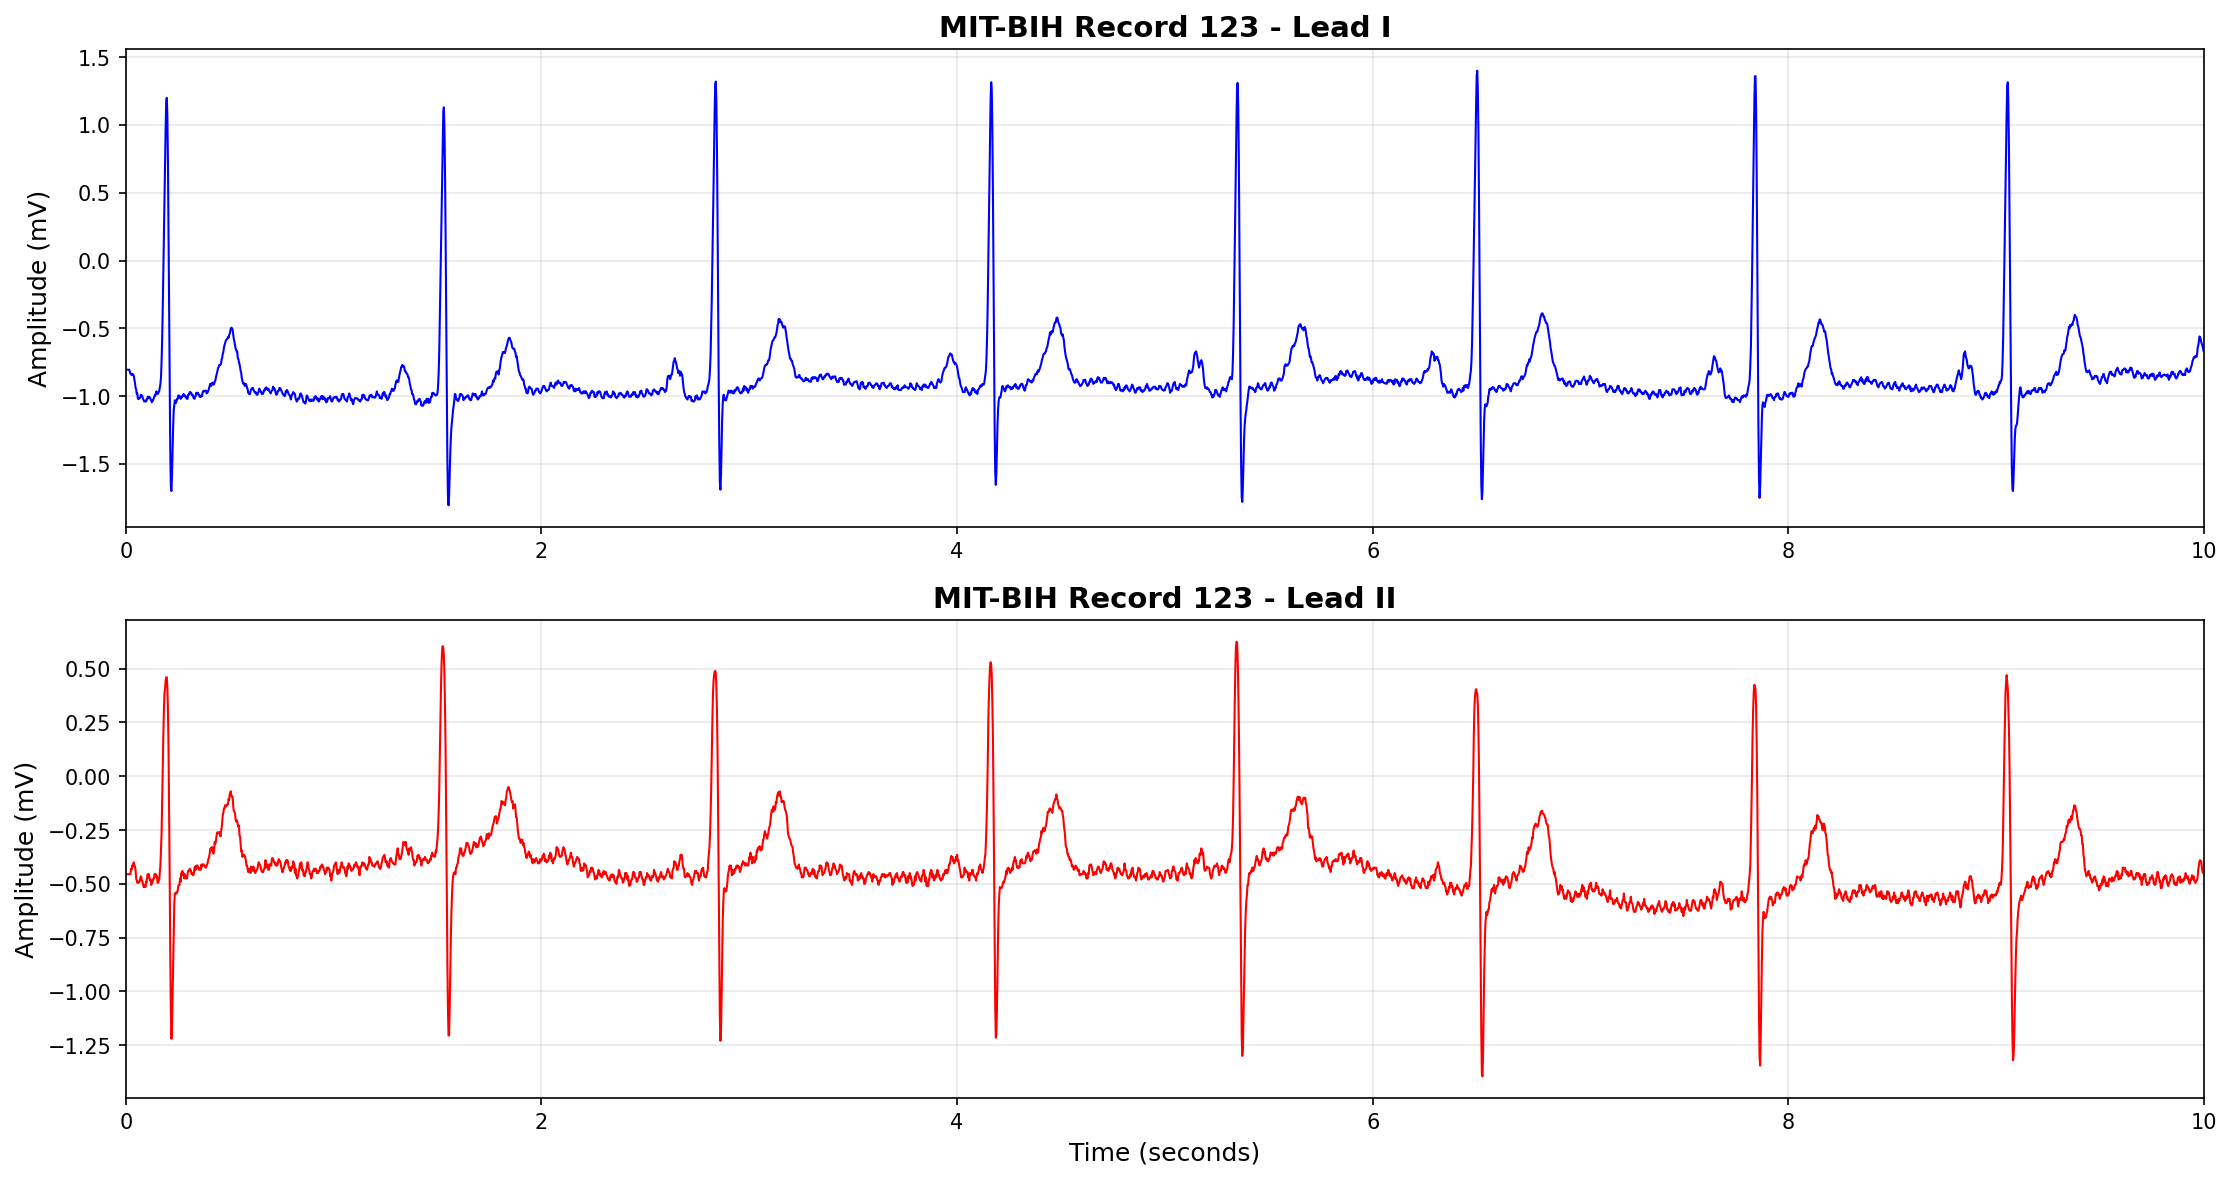 MIT-BIH Record 123 - Lead I
Amplitude (mV)
1.5
1.0
0.5
0.0
−0.5
−1.0
−1.5
0 2 4 6 8 10
MIT-BIH Record 123 - Lead II
Amplitude (mV)
0.50
0.25
0.00
−0.25
−0.50
−0.75
−1.00
−1.25
0 2 4 6 8 10
Time (seconds)